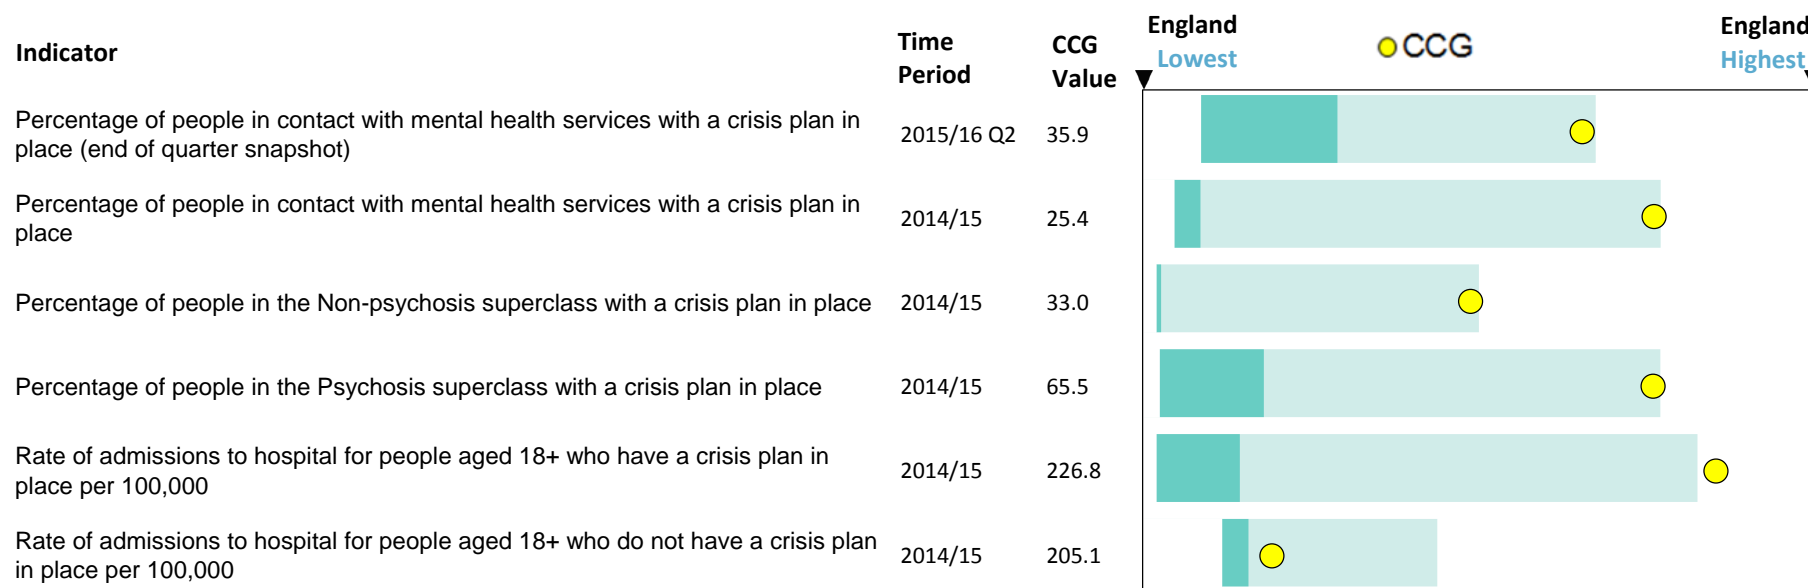 Indicator
Time
Period
CCG
Value
England
Lowest
CCG
England
Highest
Percentage of people in contact with mental health services with a crisis plan in
place (end of quarter snapshot)
2015/16 Q2
35.9
Percentage of people in contact with mental health services with a crisis plan in
place
2014/15
25.4
Percentage of people in the Non-psychosis superclass with a crisis plan in place
2014/15
33.0
Percentage of people in the Psychosis superclass with a crisis plan in place
2014/15
65.5
Rate of admissions to hospital for people aged 18+ who have a crisis plan in
place per 100,000
2014/15
226.8
Rate of admissions to hospital for people aged 18+ who do not have a crisis plan
in place per 100,000
2014/15
205.1